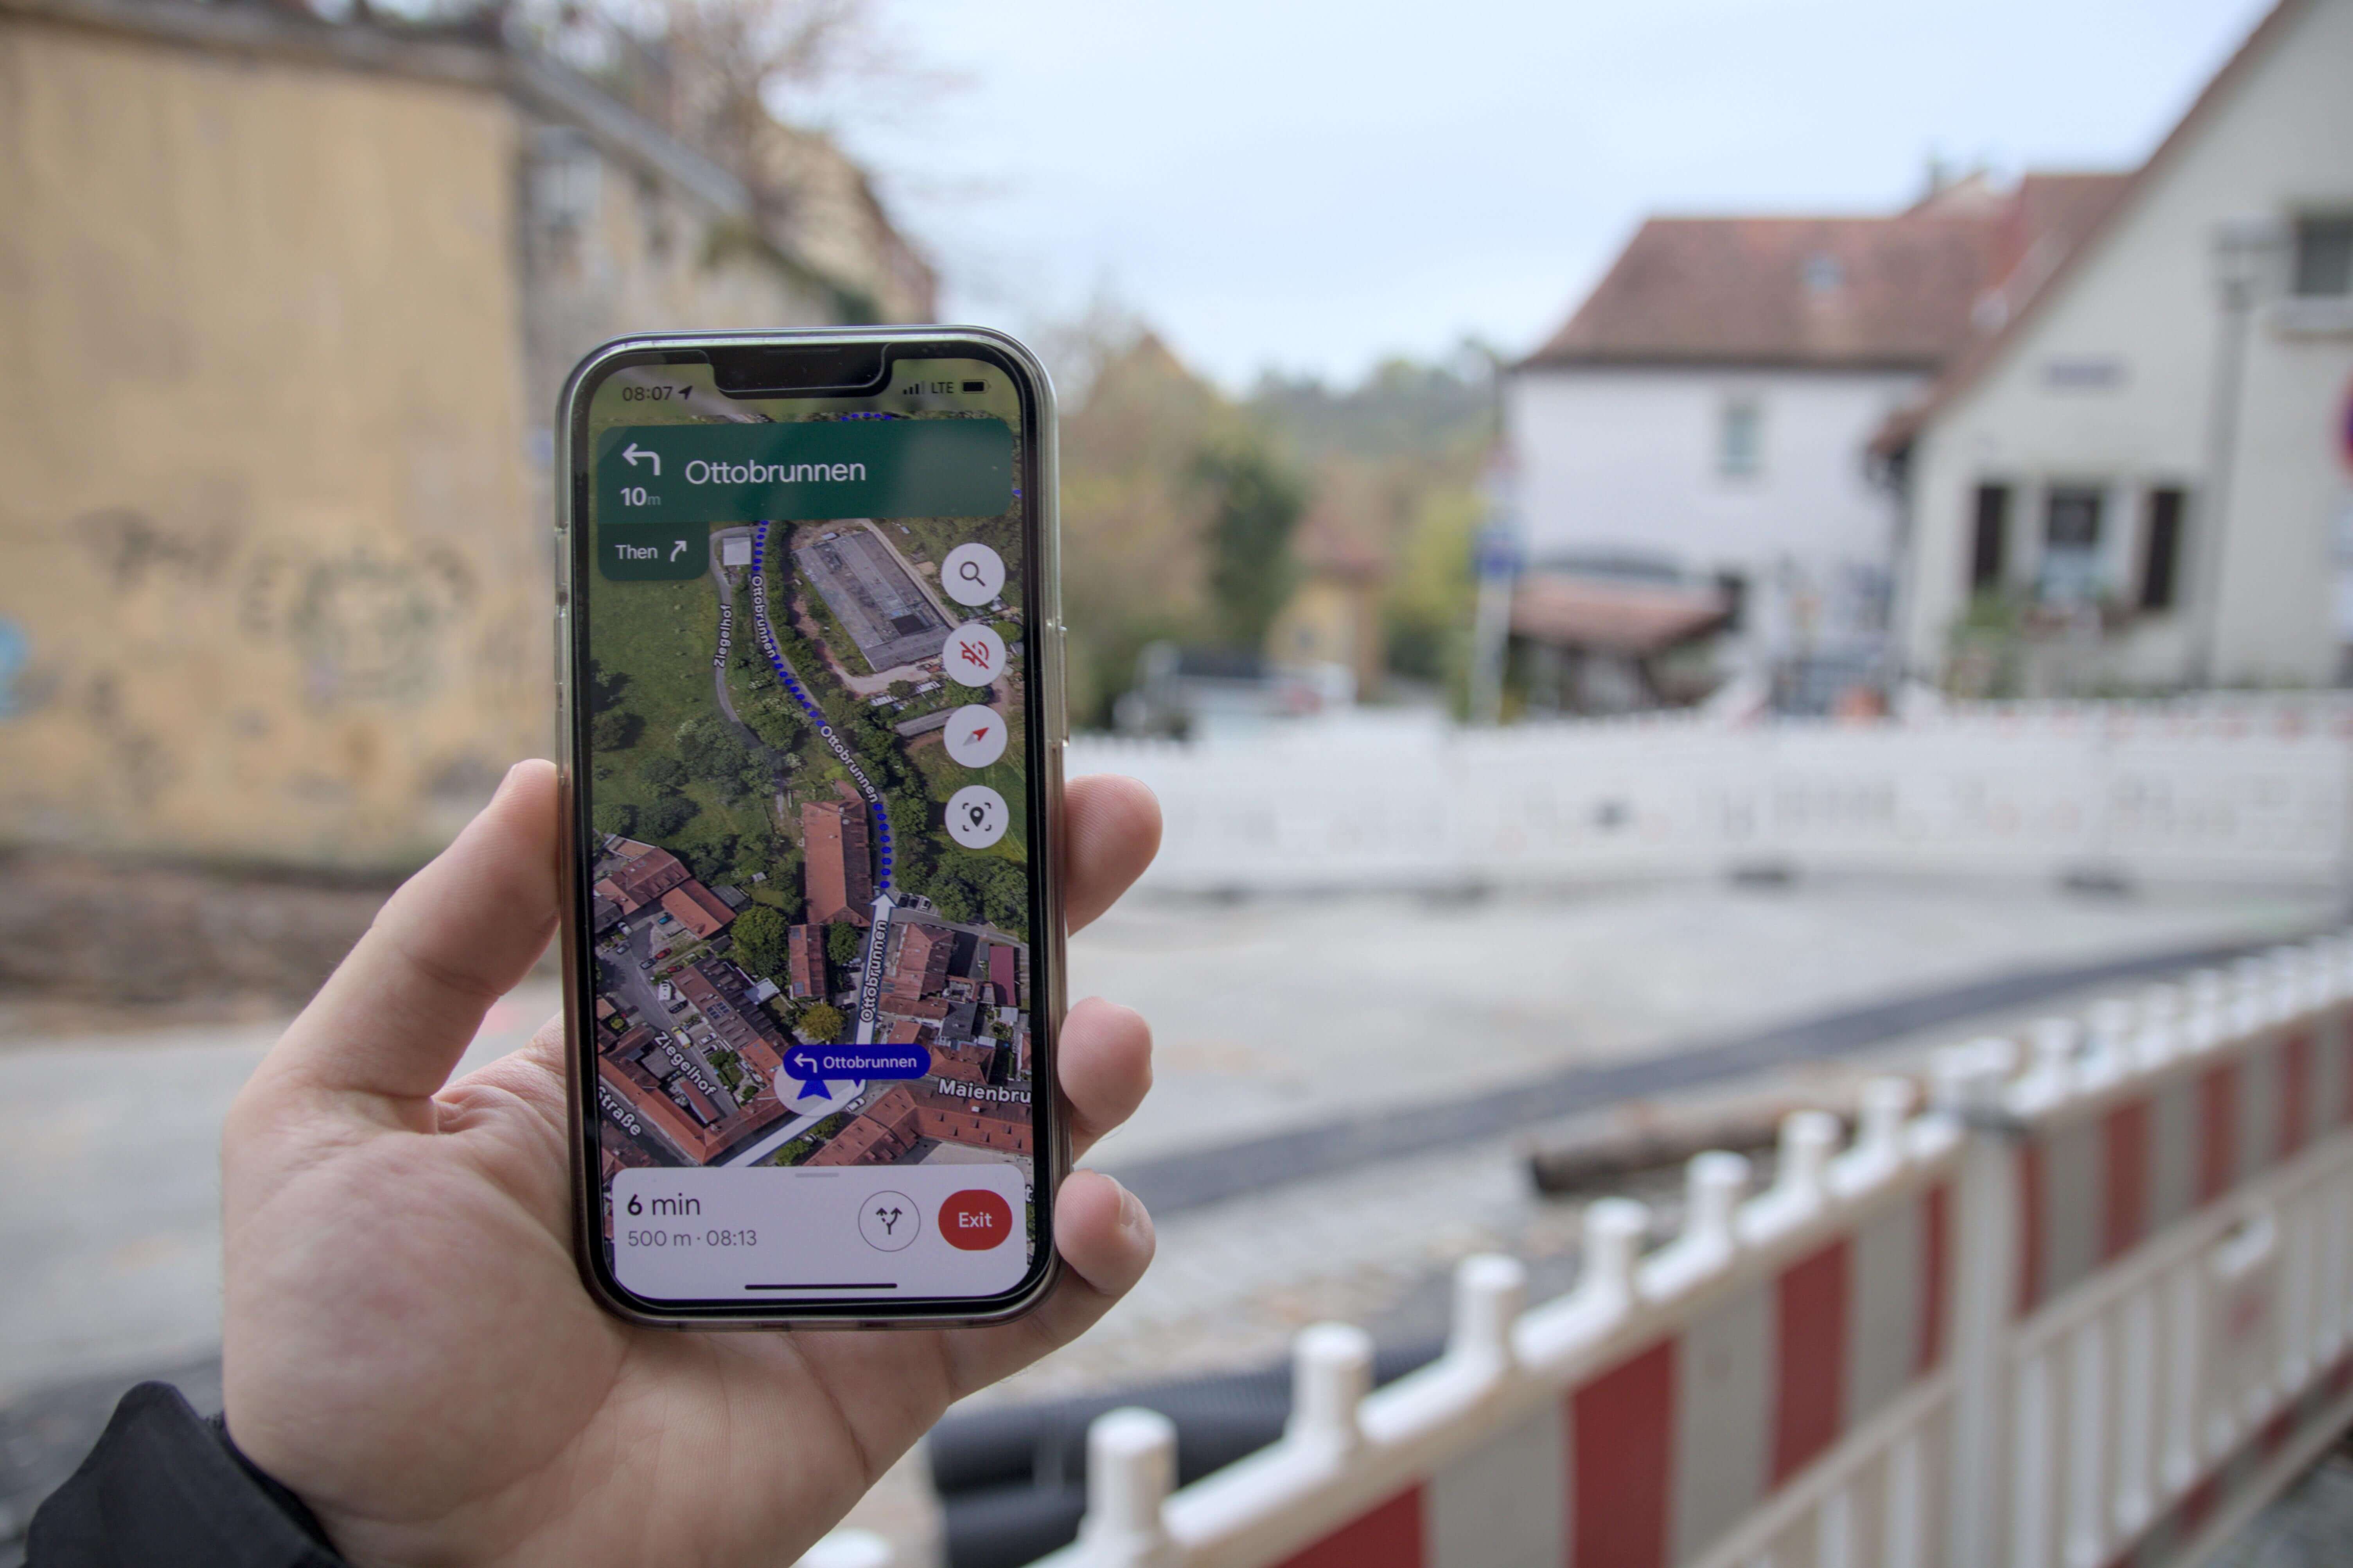 08:07
LTE
Ottobrunnen
10m
Then
Ottobrunnen
Ziegelhof
Ottobrunnen
Ottobrunnen
Ottobrunnen
Ziegelhof
Maienbru
straße
6 min
500 m · 08:13
Exit